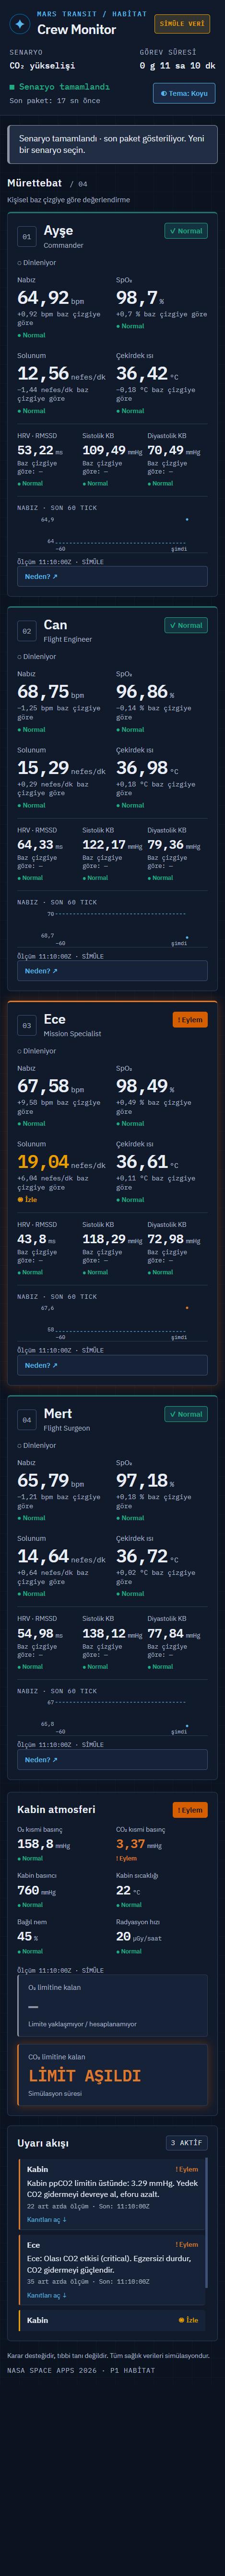 MARS TRANSIT / HABİTAT
Crew Monitor
SİMÜLE VERİ
SENARYO
CO₂ yükselişi
GÖREV SÜRESİ
0 g 11 sa 10 dk
■ Senaryo tamamlandı
Son paket: 17 sn önce
◐ Tema: Koyu
Senaryo tamamlandı · son paket gösteriliyor. Yeni bir senaryo seçin.
Mürettebat / 04
Kişisel baz çizgiye göre değerlendirme
01
Ayşe
Commander
✓ Normal
○ Dinleniyor
Nabız
64,92 bpm
+0,92 bpm baz çizgiye göre
● Normal
SpO₂
98,7 %
+0,7 % baz çizgiye göre
● Normal
Solunum
12,56 nefes/dk
−1,44 nefes/dk baz çizgiye göre
● Normal
Çekirdek ısı
36,42 °C
−0,18 °C baz çizgiye göre
● Normal
HRV · RMSSD
53,22 ms
Baz çizgiye göre: —
● Normal
Sistolik KB
109,49 mmHg
Baz çizgiye göre: —
● Normal
Diyastolik KB
70,49 mmHg
Baz çizgiye göre: —
● Normal
NABIZ · SON 60 TICK
64,9
64
−60
şimdi
Ölçüm 11:10:00Z · SİMÜLE
Neden? ↗
02
Can
Flight Engineer
✓ Normal
○ Dinleniyor
Nabız
68,75 bpm
−1,25 bpm baz çizgiye göre
● Normal
SpO₂
96,86 %
−0,14 % baz çizgiye göre
● Normal
Solunum
15,29 nefes/dk
+0,29 nefes/dk baz çizgiye göre
● Normal
Çekirdek ısı
36,98 °C
+0,18 °C baz çizgiye göre
● Normal
HRV · RMSSD
64,33 ms
Baz çizgiye göre: —
● Normal
Sistolik KB
122,17 mmHg
Baz çizgiye göre: —
● Normal
Diyastolik KB
79,36 mmHg
Baz çizgiye göre: —
● Normal
NABIZ · SON 60 TICK
70
68,7
−60
şimdi
Ölçüm 11:10:00Z · SİMÜLE
Neden? ↗
03
Ece
Mission Specialist
! Eylem
○ Dinleniyor
Nabız
67,58 bpm
+9,58 bpm baz çizgiye göre
● Normal
SpO₂
98,49 %
+0,49 % baz çizgiye göre
● Normal
Solunum
19,04 nefes/dk
+6,04 nefes/dk baz çizgiye göre
◉ İzle
Çekirdek ısı
36,61 °C
+0,11 °C baz çizgiye göre
● Normal
HRV · RMSSD
43,8 ms
Baz çizgiye göre: —
● Normal
Sistolik KB
118,29 mmHg
Baz çizgiye göre: —
● Normal
Diyastolik KB
72,98 mmHg
Baz çizgiye göre: —
● Normal
NABIZ · SON 60 TICK
67,6
58
−60
şimdi
Ölçüm 11:10:00Z · SİMÜLE
Neden? ↗
04
Mert
Flight Surgeon
✓ Normal
○ Dinleniyor
Nabız
65,79 bpm
−1,21 bpm baz çizgiye göre
● Normal
SpO₂
97,18 %
+0,18 % baz çizgiye göre
● Normal
Solunum
14,64 nefes/dk
+0,64 nefes/dk baz çizgiye göre
● Normal
Çekirdek ısı
36,72 °C
+0,02 °C baz çizgiye göre
● Normal
HRV · RMSSD
54,98 ms
Baz çizgiye göre: —
● Normal
Sistolik KB
138,12 mmHg
Baz çizgiye göre: —
● Normal
Diyastolik KB
77,84 mmHg
Baz çizgiye göre: —
● Normal
NABIZ · SON 60 TICK
67
65,8
−60
şimdi
Ölçüm 11:10:00Z · SİMÜLE
Neden? ↗
Kabin atmosferi
! Eylem
O₂ kısmi basınç
158,8 mmHg
● Normal
CO₂ kısmi basınç
3,37 mmHg
! Eylem
Kabin basıncı
760 mmHg
● Normal
Kabin sıcaklığı
22 °C
● Normal
Bağıl nem
45 %
● Normal
Radyasyon hızı
20 µGy/saat
● Normal
Ölçüm 11:10:00Z · SİMÜLE
O₂ limitine kalan
—
Limite yaklaşmıyor / hesaplanamıyor
CO₂ limitine kalan
LİMİT AŞILDI
Simülasyon süresi
Uyarı akışı
3 AKTİF
Kabin
! Eylem
Kabin ppCO2 limitin üstünde: 3.29 mmHg. Yedek CO2 gidermeyi devreye al, eforu azalt.
22 art arda ölçüm · Son: 11:10:00Z
Kanıtları aç ↓
Ece
! Eylem
Ece: Olası CO2 etkisi (critical). Egzersizi durdur, CO2 gidermeyi güçlendir.
35 art arda ölçüm · Son: 11:10:00Z
Kanıtları aç ↓
Kabin
◉ İzle
Karar desteğidir, tıbbi tanı değildir. Tüm sağlık verileri simülasyondur.
NASA SPACE APPS 2026 · P1 HABİTAT